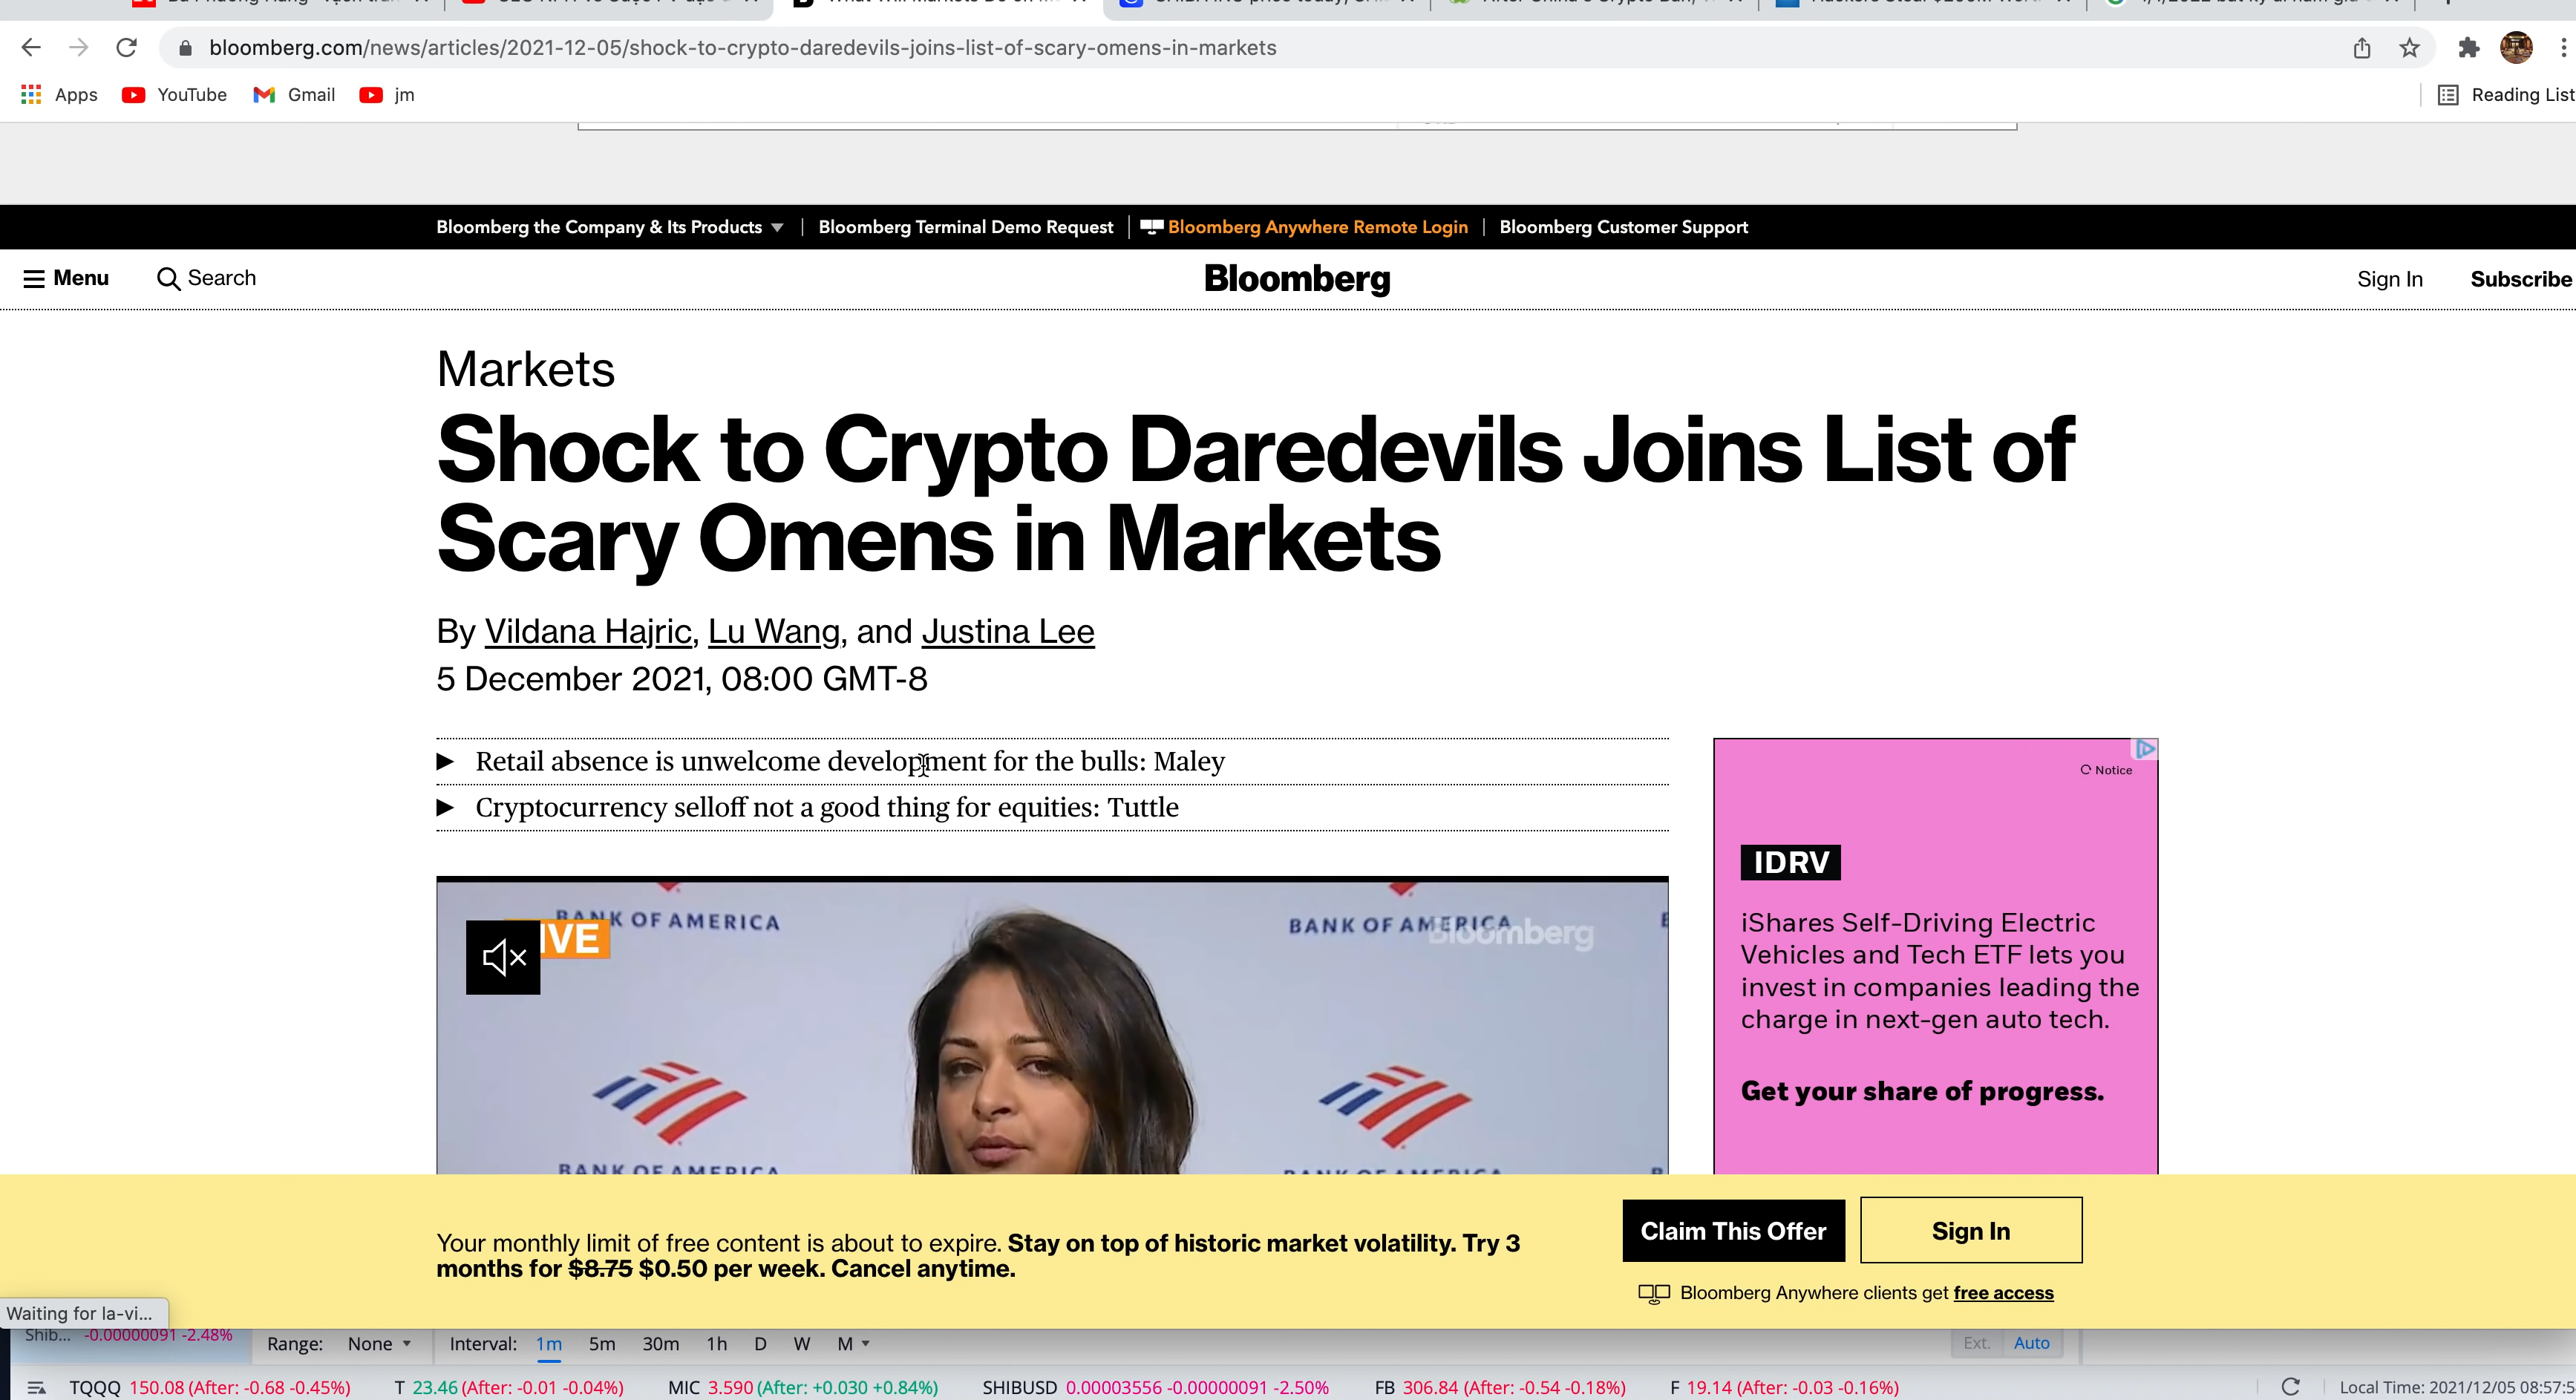 bloomberg.com/news/articles/2021-12-05/shock-to-crypto-daredevils-joins-list-of-scary-omens-in-markets
Apps YouTube Gmail jm Reading List
Bloomberg the Company & Its Products Bloomberg Terminal Demo Request Bloomberg Anywhere Remote Login Bloomberg Customer Support
Menu Search Bloomberg Sign In Subscribe
Markets
Shock to Crypto Daredevils Joins List of
Scary Omens in Markets
By Vildana Hajric, Lu Wang, and Justina Lee
5 December 2021, 08:00 GMT-8
Retail absence is unwelcome development for the bulls: Maley
Cryptocurrency selloff not a good thing for equities: Tuttle
Notice
IDRV
iShares Self-Driving Electric
Vehicles and Tech ETF lets you
invest in companies leading the
charge in next-gen auto tech.
Get your share of progress.
BANK OF AMERICA BANK OF AMERICA Bloomberg
VE
BANK OF AMERICA BANK OF AMERICA
Your monthly limit of free content is about to expire. Stay on top of historic market volatility. Try 3
months for $8.75 $0.50 per week. Cancel anytime.
Claim This Offer Sign In
Bloomberg Anywhere clients get free access
Waiting for la-vi...
Shib... -0.00000091 -2.48% Range: None Interval: 1m 5m 30m 1h D W M Ext. Auto
TQQQ 150.08 (After: -0.68 -0.45%) T 23.46 (After: -0.01 -0.04%) MIC 3.590 (After: +0.030 +0.84%) SHIBUSD 0.00003556 -0.00000091 -2.50% FB 306.84 (After: -0.54 -0.18%) F 19.14 (After: -0.03 -0.16%) Local Time: 2021/12/05 08:57:5